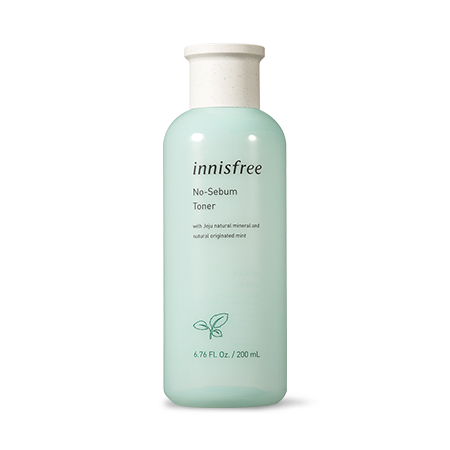 innisfree
No-Sebum
Toner
with Jeju natural mineral and
natural originated mint
6.76 FL. Oz. / 200 mL